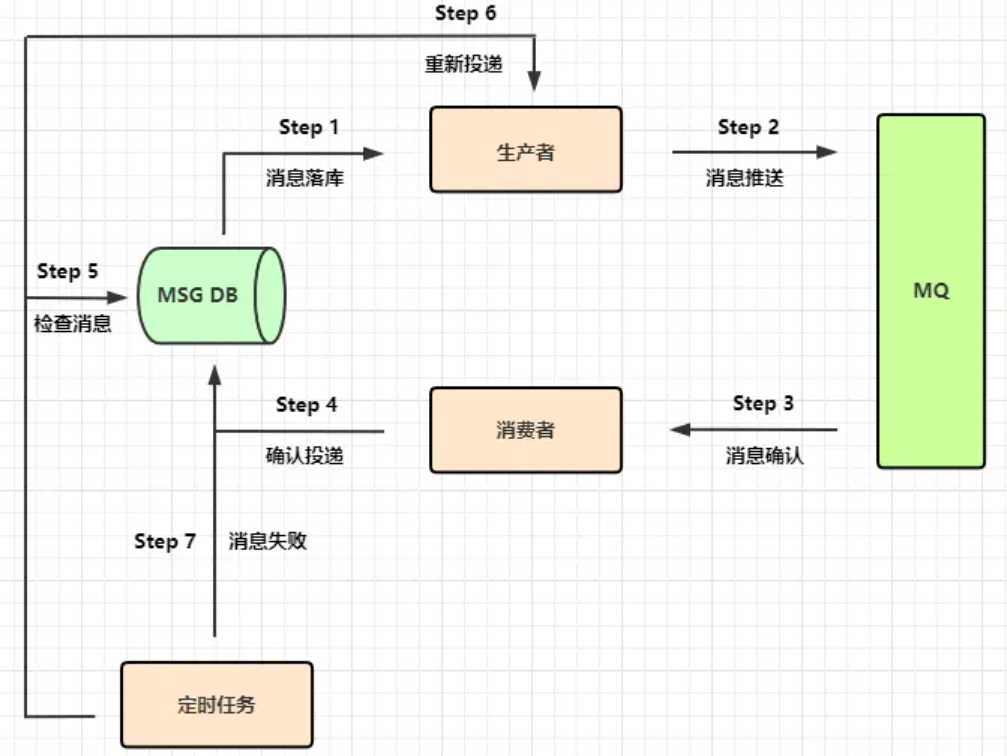 Step 6
重新投递
Step 1
消息落库
生产者
Step 2
消息推送
Step 5
检查消息
MSG DB
MQ
Step 4
确认投递
消费者
Step 3
消息确认
Step 7
消息失败
定时任务